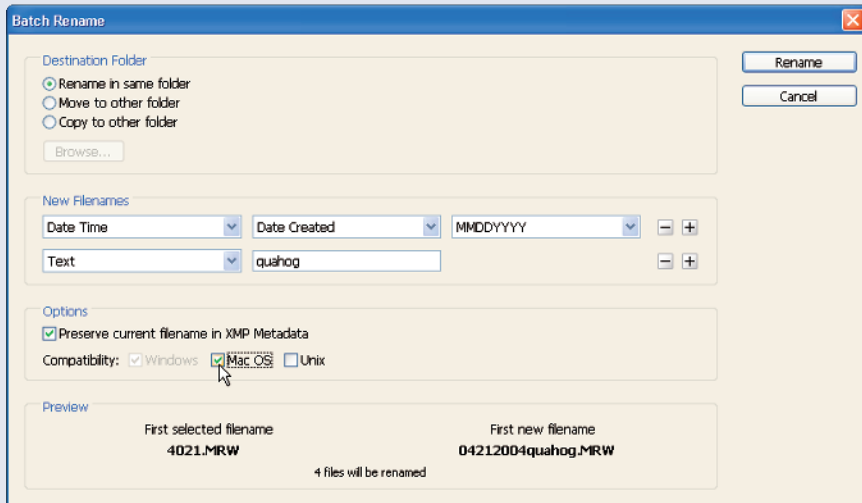 Batch Rename
Destination Folder
Rename in same folder
Move to other folder
Copy to other folder
Browse...
Rename
Cancel
New Filenames
Date Time Date Created MMDDYYYY
Text quahog
Options
Preserve current filename in XMP Metadata
Compatibility: Windows Mac OS Unix
Preview
First selected filename First new filename
4021.MRW 04212004quahog.MRW
4 files will be renamed